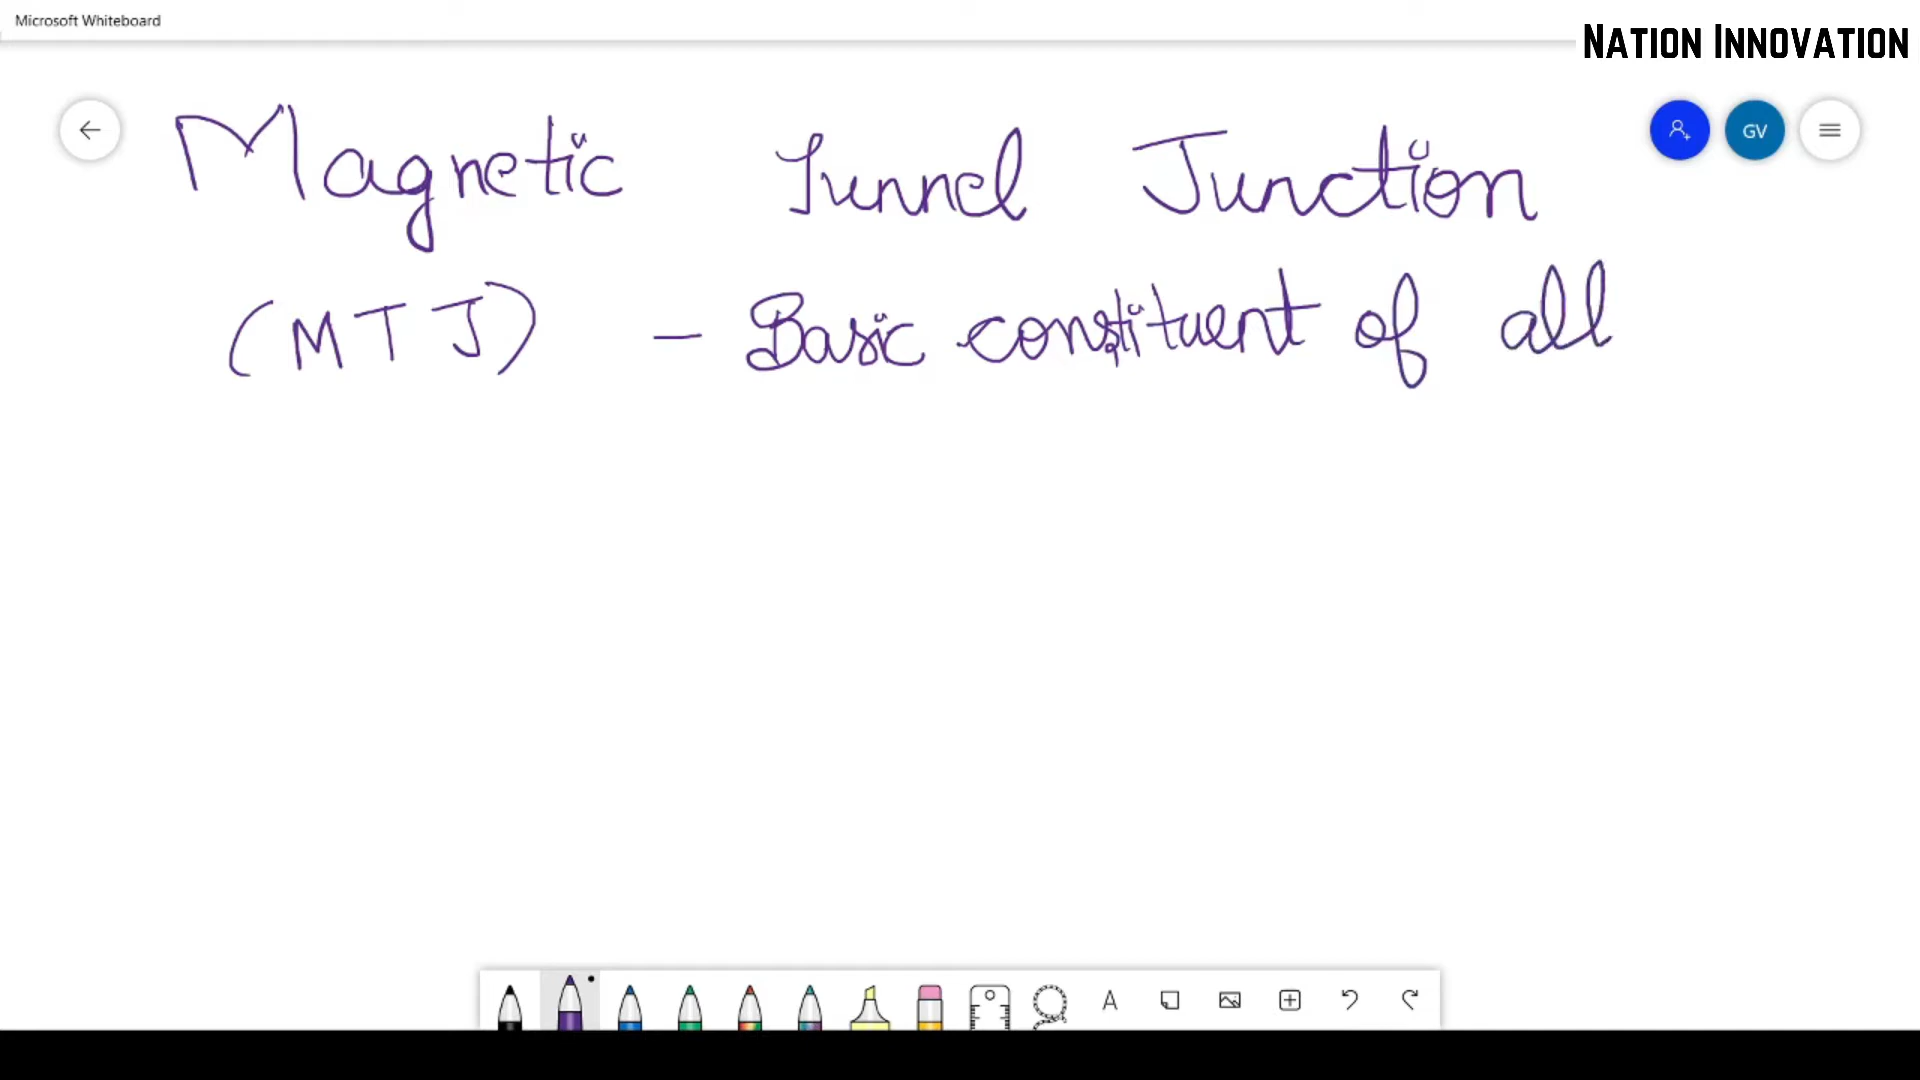 Microsoft Whiteboard
NATION INNOVATION
GV
Magnetic Tunnel Junction
(MTJ) - Basic constituent of all
A